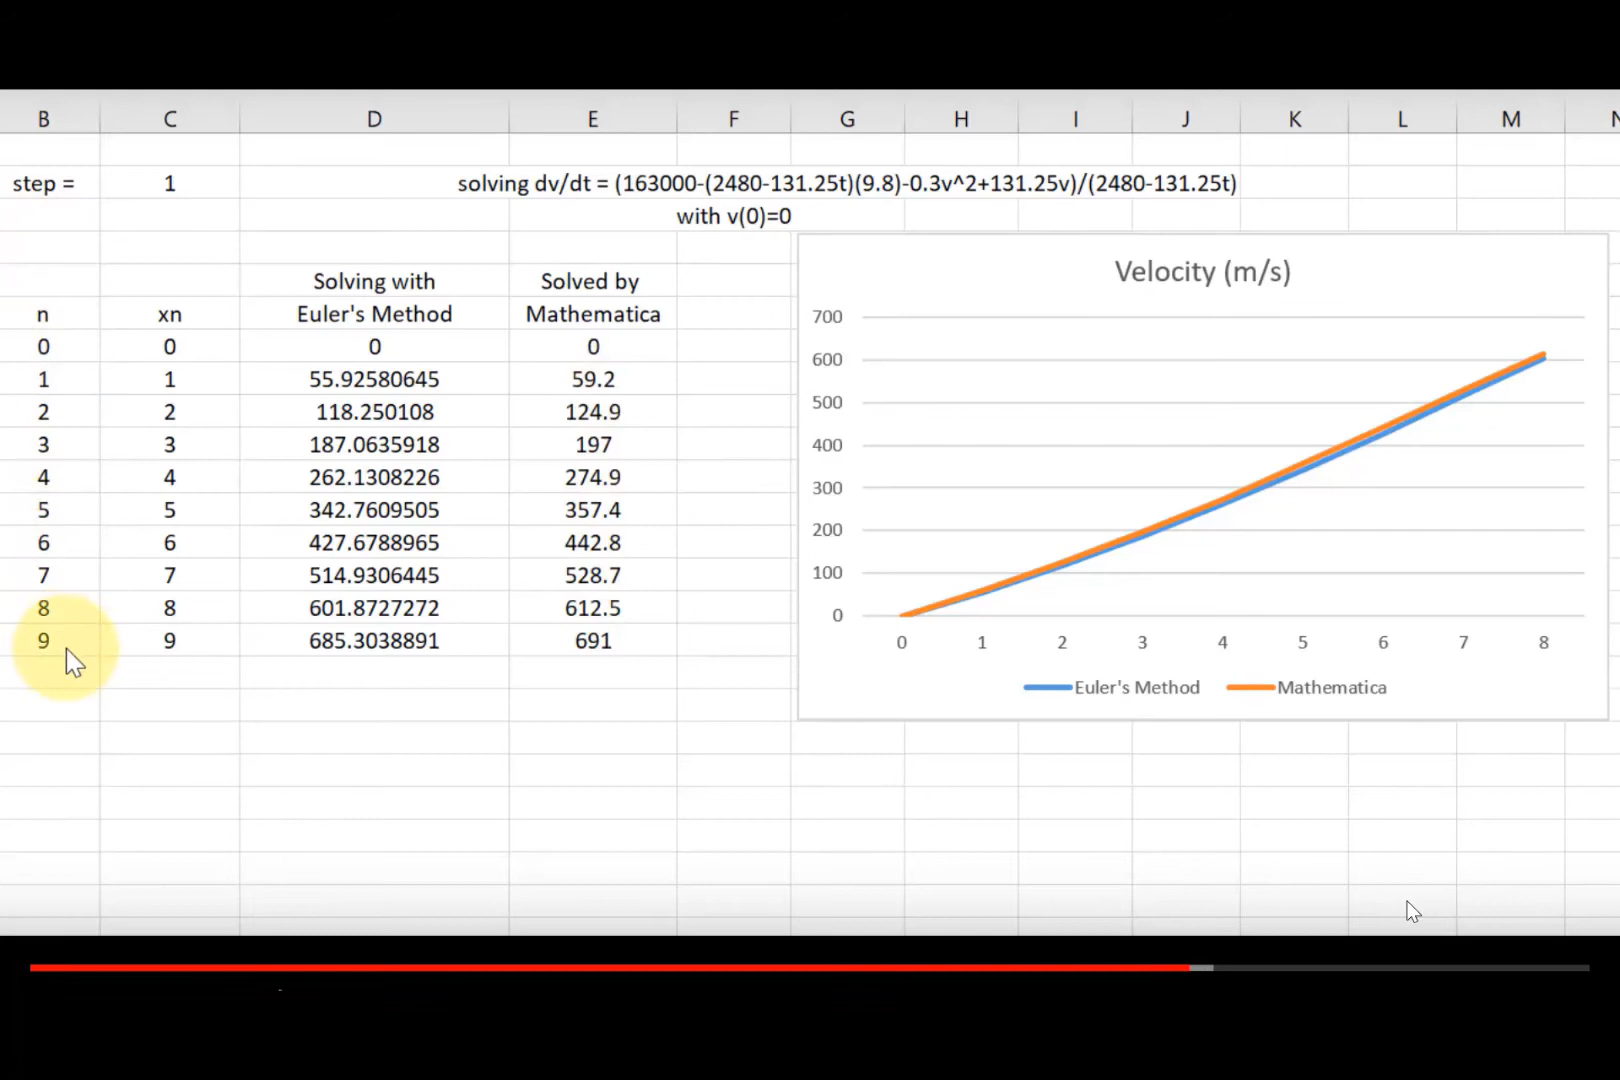 B C D E F G H I J K L M
step = 1 solving dv/dt = (163000-(2480-131.25t)(9.8)-0.3v^2+131.25v)/(2480-131.25t)
with v(0)=0
Solving with Solved by
n xn Euler's Method Mathematica
0 0 0 0
1 1 55.92580645 59.2
2 2 118.250108 124.9
3 3 187.0635918 197
4 4 262.1308226 274.9
5 5 342.7609505 357.4
6 6 427.6788965 442.8
7 7 514.9306445 528.7
8 8 601.8727272 612.5
9 9 685.3038891 691
Velocity (m/s)
700
600
500
400
300
200
100
0
0 1 2 3 4 5 6 7 8
Euler's Method Mathematica